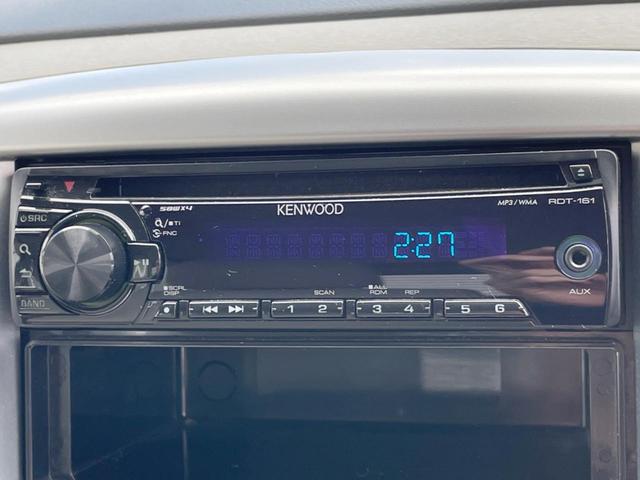 SRC
50Wx4
KENWOOD
MP3/WMA RDT-161
/ TI
FNC
2:27
BAND
AUX
SCRL
DISP
SCAN
ALL
RDM
REP
1 2
3 4
5 6